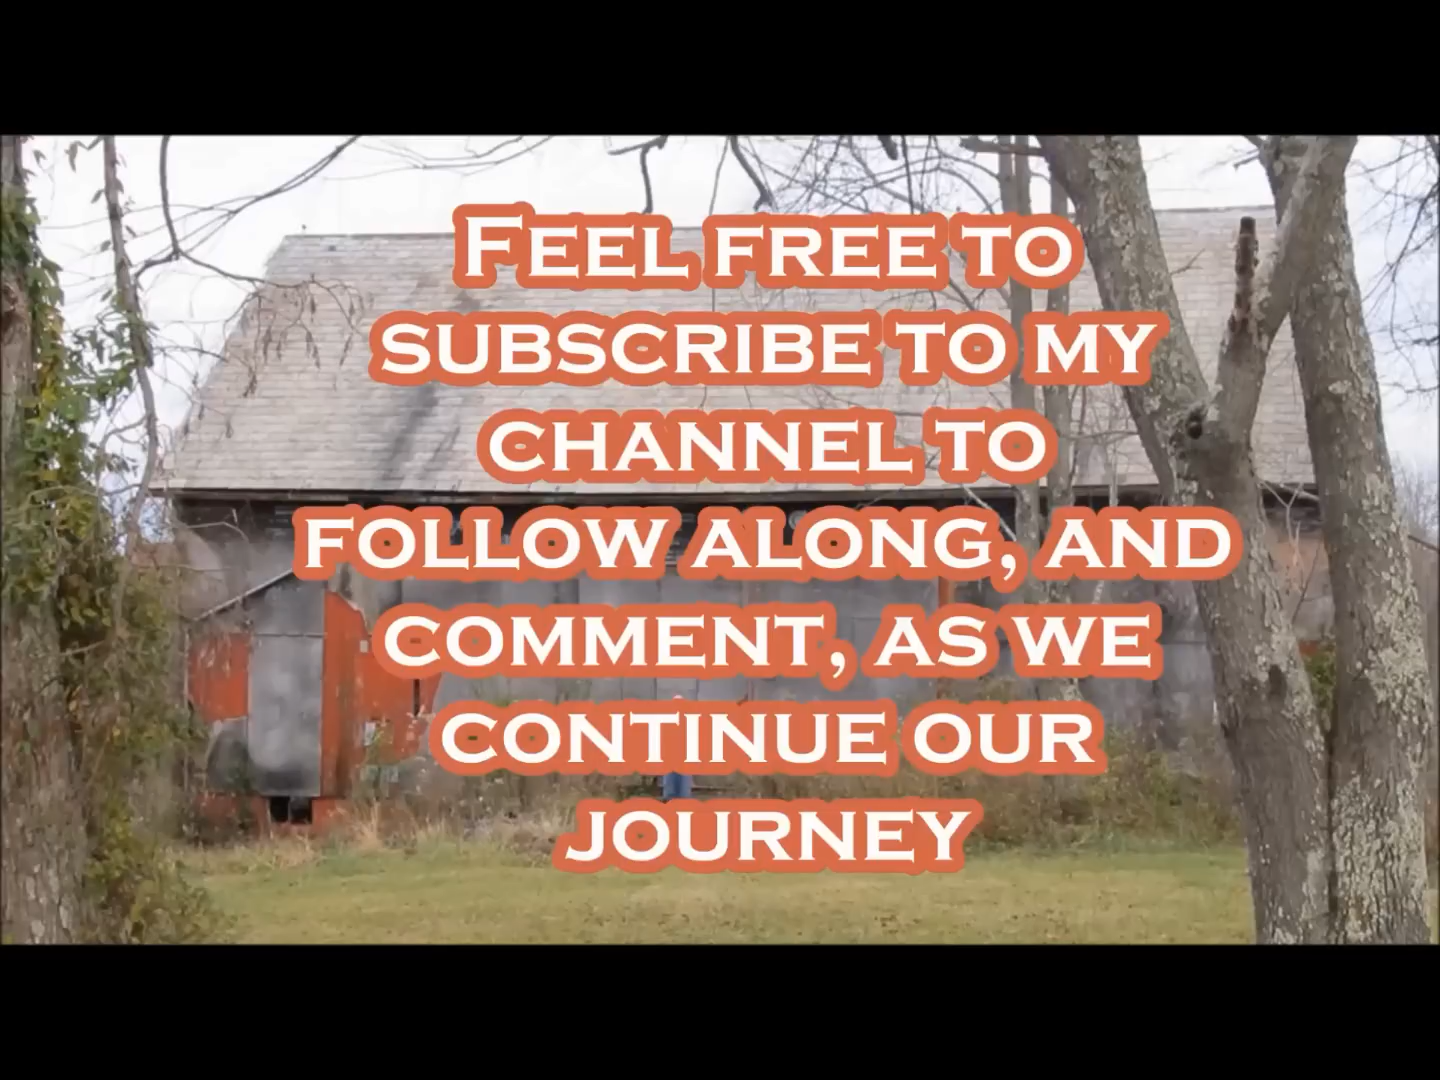 Feel free to
subscribe to my
channel to
follow along, and
comment, as we
continue our
journey